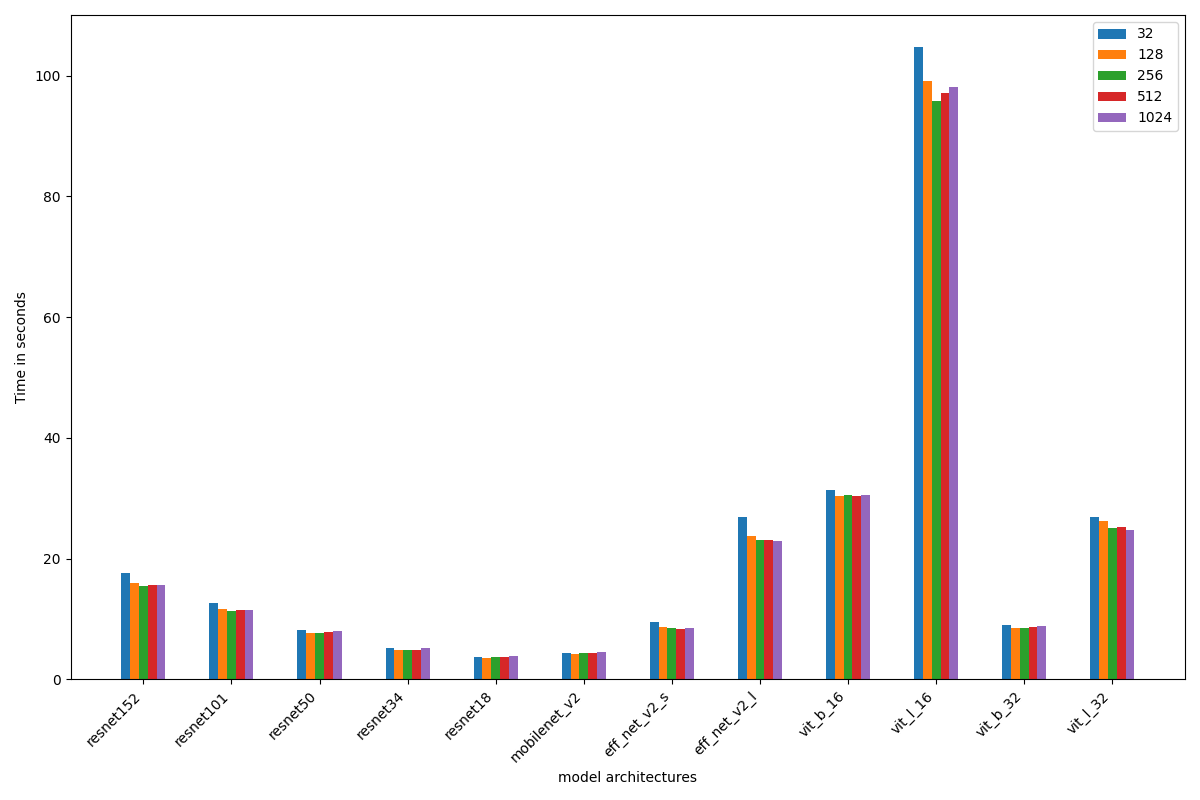 32
128
256
512
1024
100
80
60
40
20
0
Time in seconds
resnet152
resnet101
resnet50
resnet34
resnet18
mobilenet_v2
eff_net_v2_s
eff_net_v2_l
vit_b_16
vit_l_16
vit_b_32
vit_l_32
model architectures